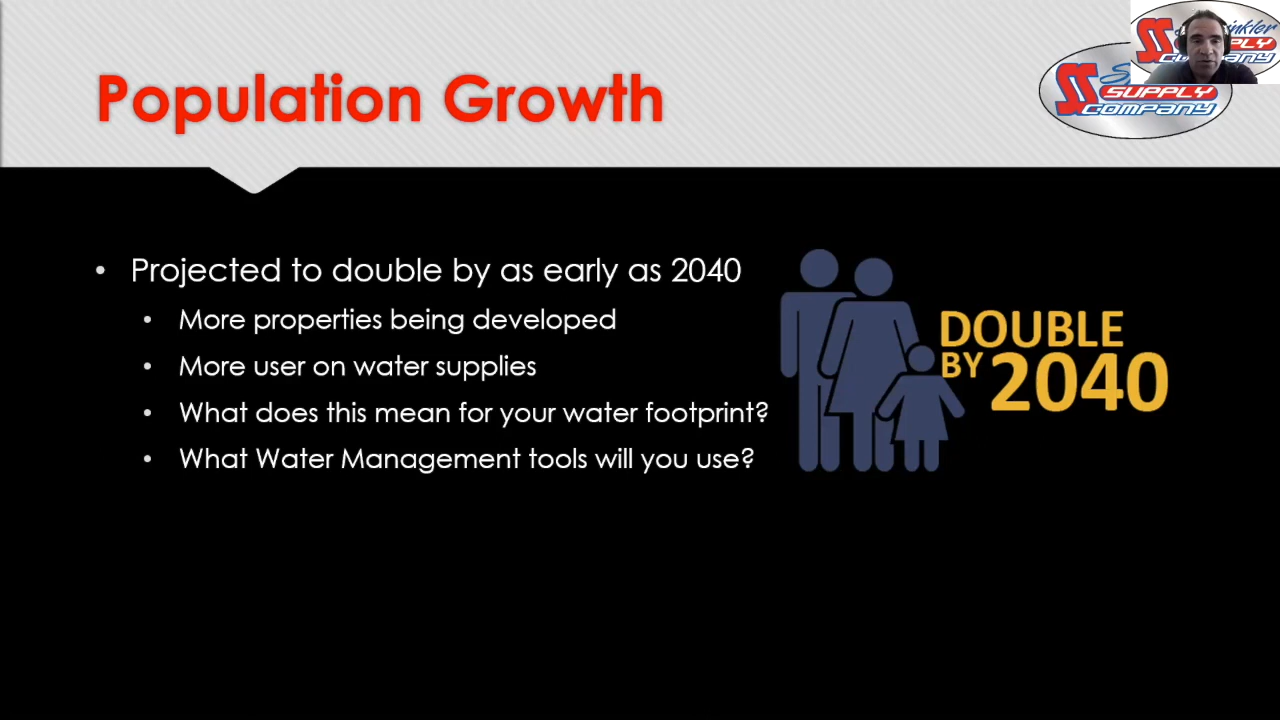 Population Growth
SS
SUPPLY
COMPANY
• Projected to double by as early as 2040
• More properties being developed
• More user on water supplies
• What does this mean for your water footprint?
• What Water Management tools will you use?
DOUBLE
BY 2040